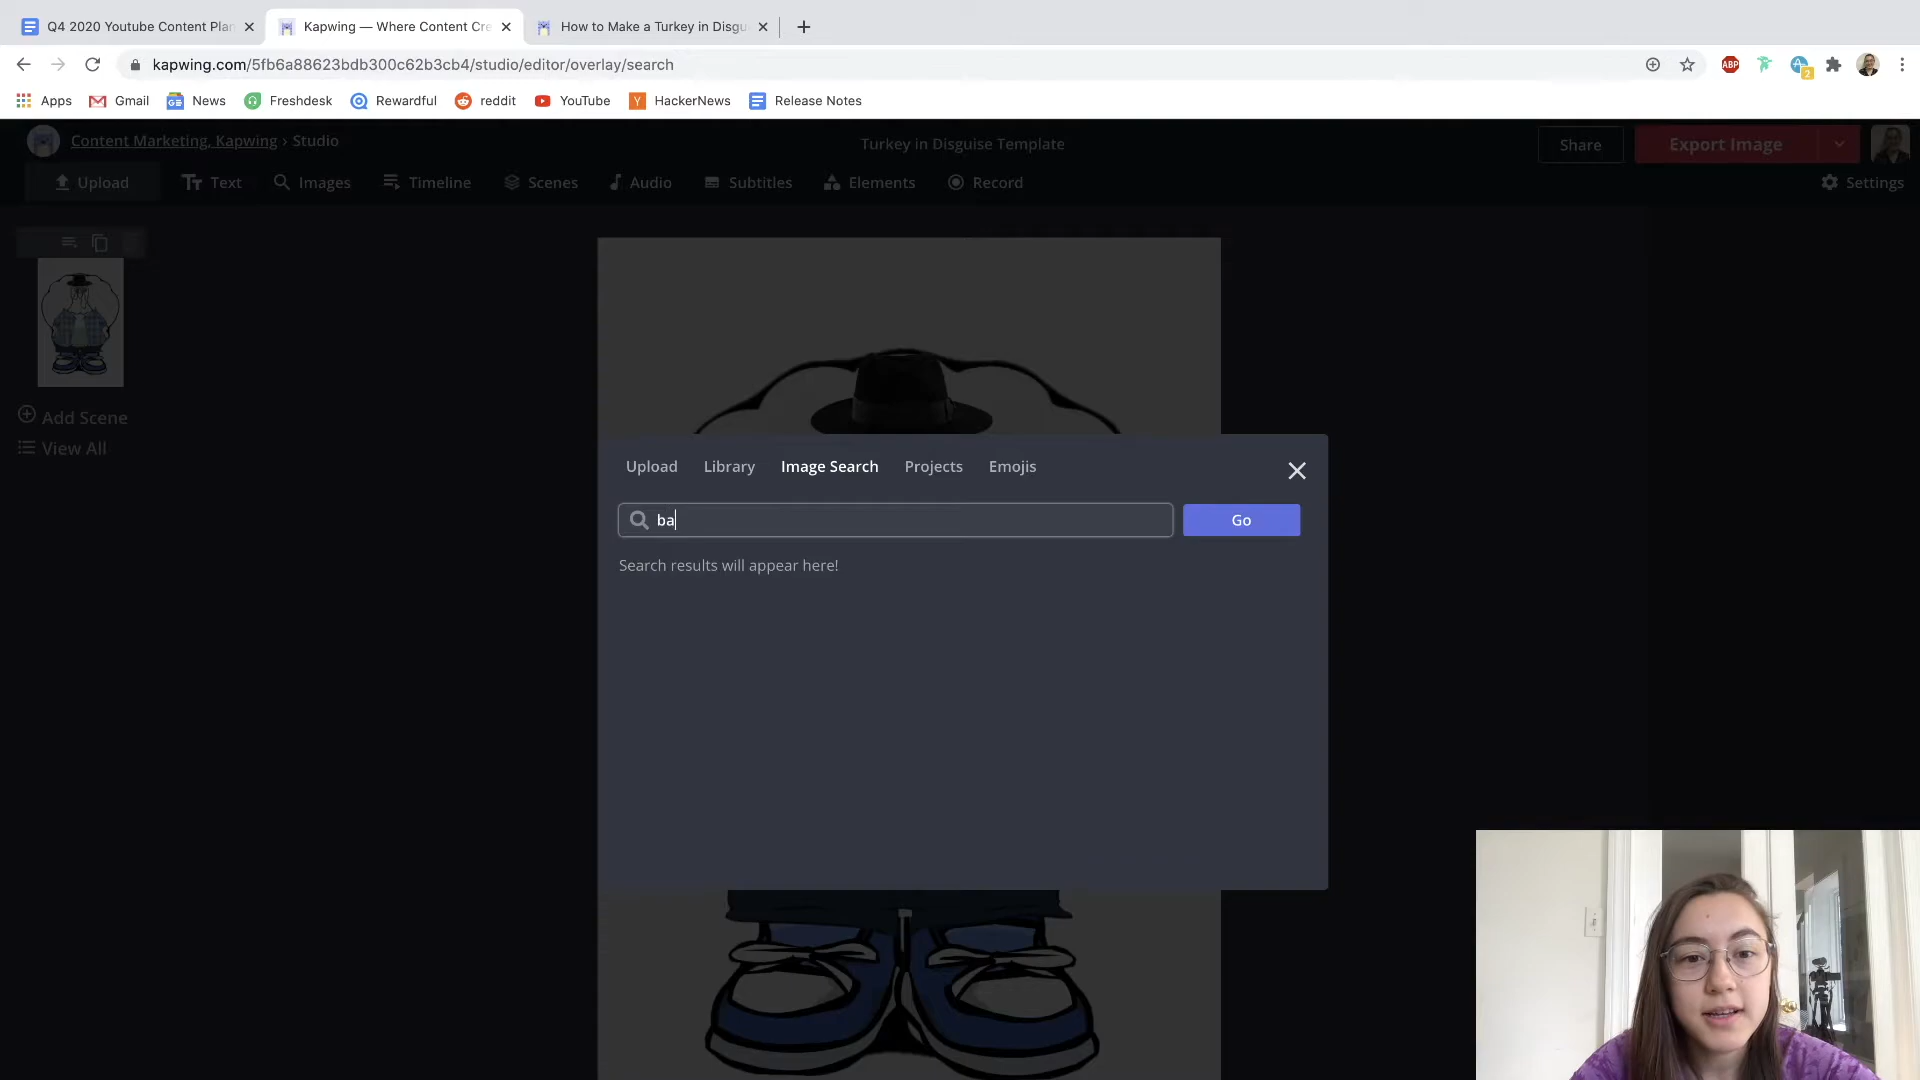 Q4 2020 Youtube Content Plan
Kapwing — Where Content Cre
How to Make a Turkey in Disgu
kapwing.com/5fb6a88623bdb300c62b3cb4/studio/editor/overlay/search
ABP
2
Apps
Gmail
News
Freshdesk
Rewardful
reddit
YouTube
HackerNews
Release Notes
Content Marketing, Kapwing › Studio
Turkey in Disguise Template
Share
Export Image
Upload
Text
Images
Timeline
Scenes
Audio
Subtitles
Elements
Record
Settings
Add Scene
View All
Upload
Library
Image Search
Projects
Emojis
ba
Go
Search results will appear here!